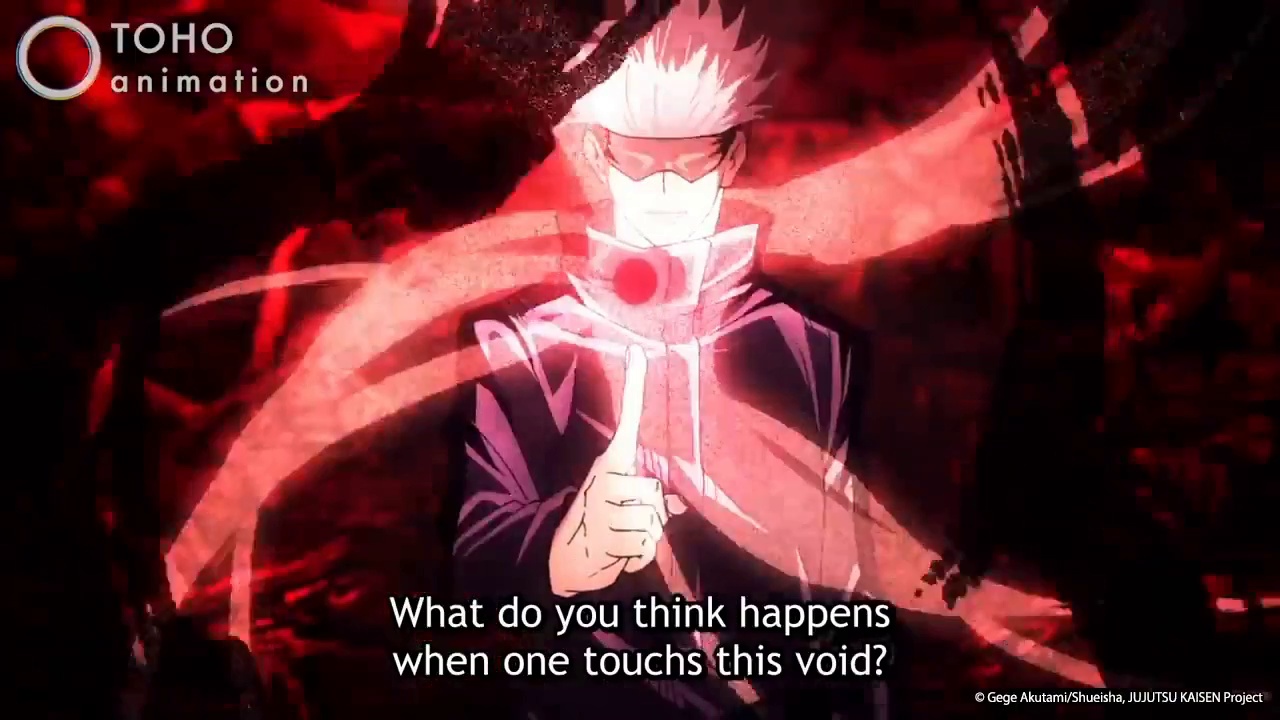 TOHO
animation
What do you think happens
when one touchs this void?
© Gege Akutami/Shueisha, JUJUTSU KAISEN Project